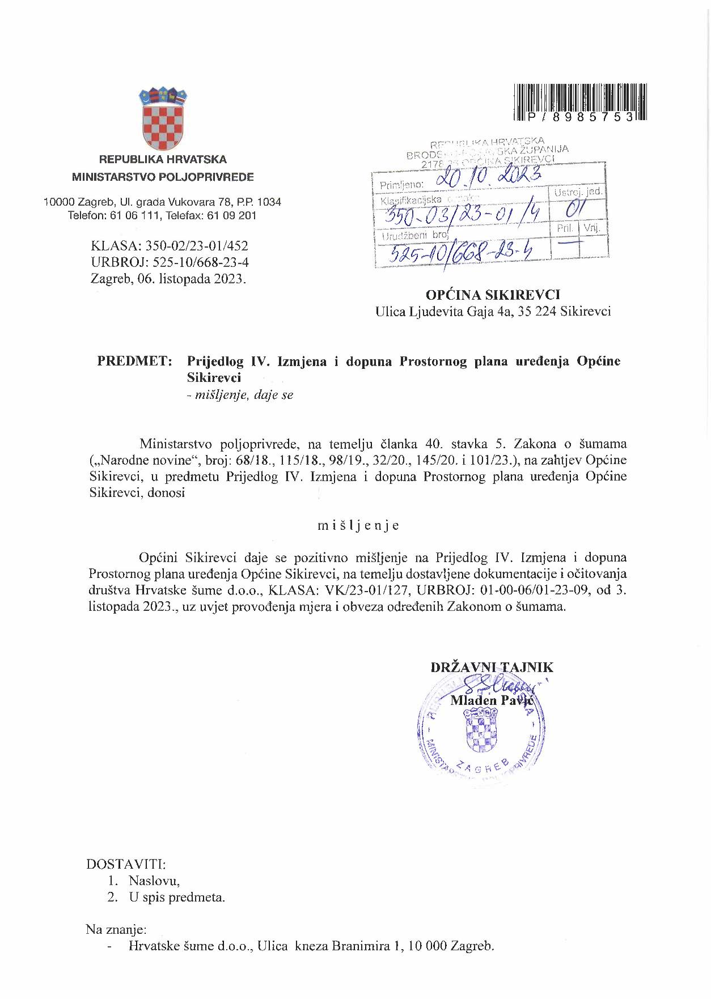 P/8985753
REPUBLIKA HRVATSKA
MINISTARSTVO POLJOPRIVREDE
10000 Zagreb, Ul. grada Vukovara 78, P.P. 1034
Telefon: 61 06 111, Telefax: 61 09 201
KLASA: 350-02/23-01/452
URBROJ: 525-10/668-23-4
Zagreb, 06. listopada 2023.
HRVATSKA
ŽUPANIJA
SIKIREVCI
Primljeno: 20.10.2023
Klasifikacijska Ustroj. jed.
350-03/23-01/4 01
Urudžbeni broj Pril. Vrij.
525-10/668-23-4 —
OPĆINA SIKIREVCI
Ulica Ljudevita Gaja 4a, 35 224 Sikirevci
PREDMET: Prijedlog IV. Izmjena i dopuna Prostornog plana uređenja Općine
Sikirevci
- mišljenje, daje se
Ministarstvo poljoprivrede, na temelju članka 40. stavka 5. Zakona o šumama
(„Narodne novine“, broj: 68/18., 115/18., 98/19., 32/20., 145/20. i 101/23.), na zahtjev Općine
Sikirevci, u predmetu Prijedlog IV. Izmjena i dopuna Prostornog plana uređenja Općine
Sikirevci, donosi
m i š l j e n j e
Općini Sikirevci daje se pozitivno mišljenje na Prijedlog IV. Izmjena i dopuna
Prostornog plana uređenja Općine Sikirevci, na temelju dostavljene dokumentacije i očitovanja
društva Hrvatske šume d.o.o., KLASA: VK/23-01/127, URBROJ: 01-00-06/01-23-09, od 3.
listopada 2023., uz uvjet provođenja mjera i obveza određenih Zakonom o šumama.
DRŽAVNI TAJNIK
Mladen Pavić
ZAGREB
DOSTAVITI:
1. Naslovu,
2. U spis predmeta.
Na znanje:
- Hrvatske šume d.o.o., Ulica kneza Branimira 1, 10 000 Zagreb.